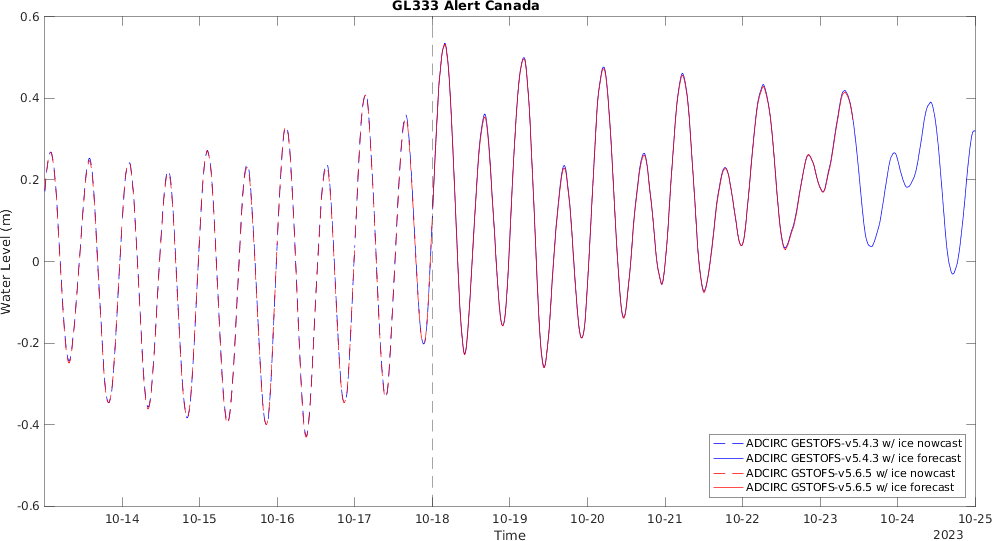 GL333 Alert Canada
0.6
0.4
0.2
0
-0.2
-0.4
-0.6
Water Level (m)
ADCIRC GESTOFS-v5.4.3 w/ ice nowcast
ADCIRC GESTOFS-v5.4.3 w/ ice forecast
ADCIRC GSTOFS-v5.6.5 w/ ice nowcast
ADCIRC GSTOFS-v5.6.5 w/ ice forecast
10-14 10-15 10-16 10-17 10-18 10-19 10-20 10-21 10-22 10-23 10-24 10-25
Time
2023